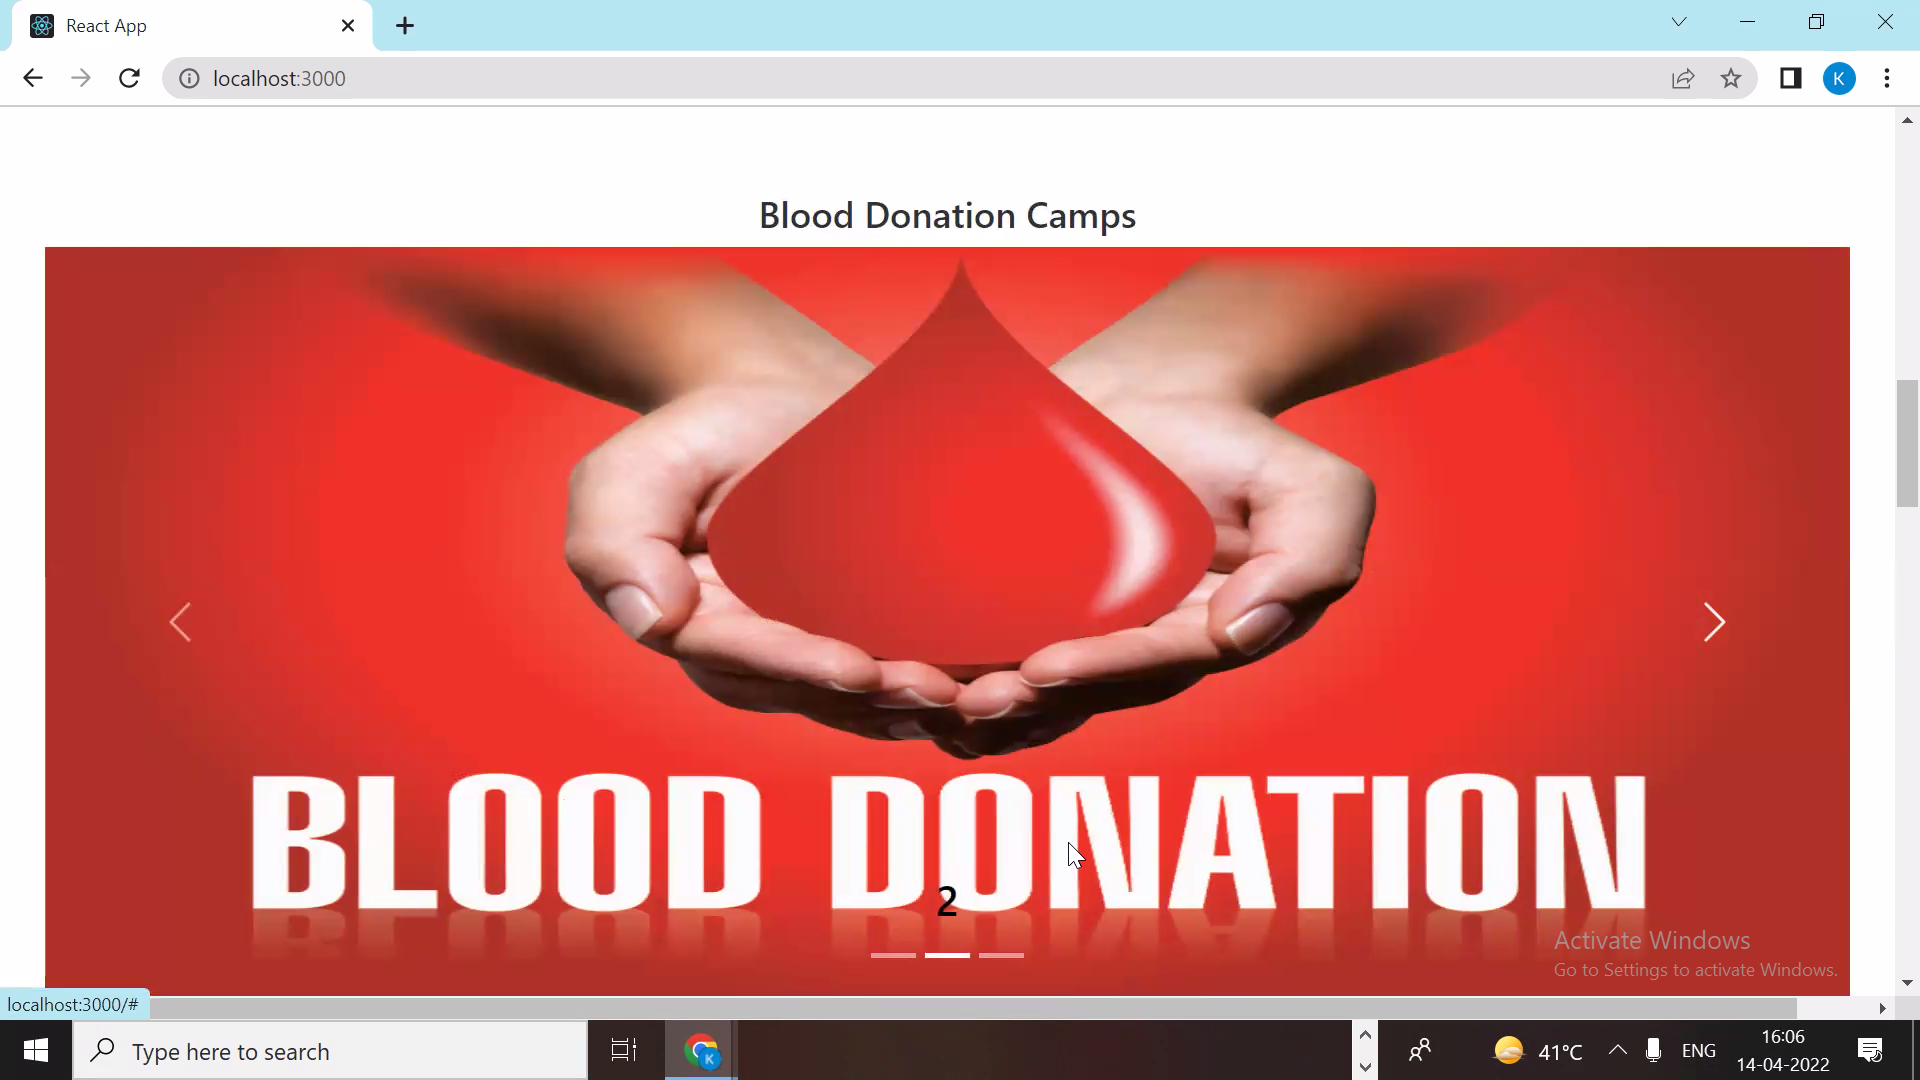 React App
localhost:3000
K
Blood Donation Camps
BLOOD DONATION
2
Activate Windows
Go to Settings to activate Windows.
localhost:3000/#
Type here to search
K
41°C
ENG
16:06
14-04-2022